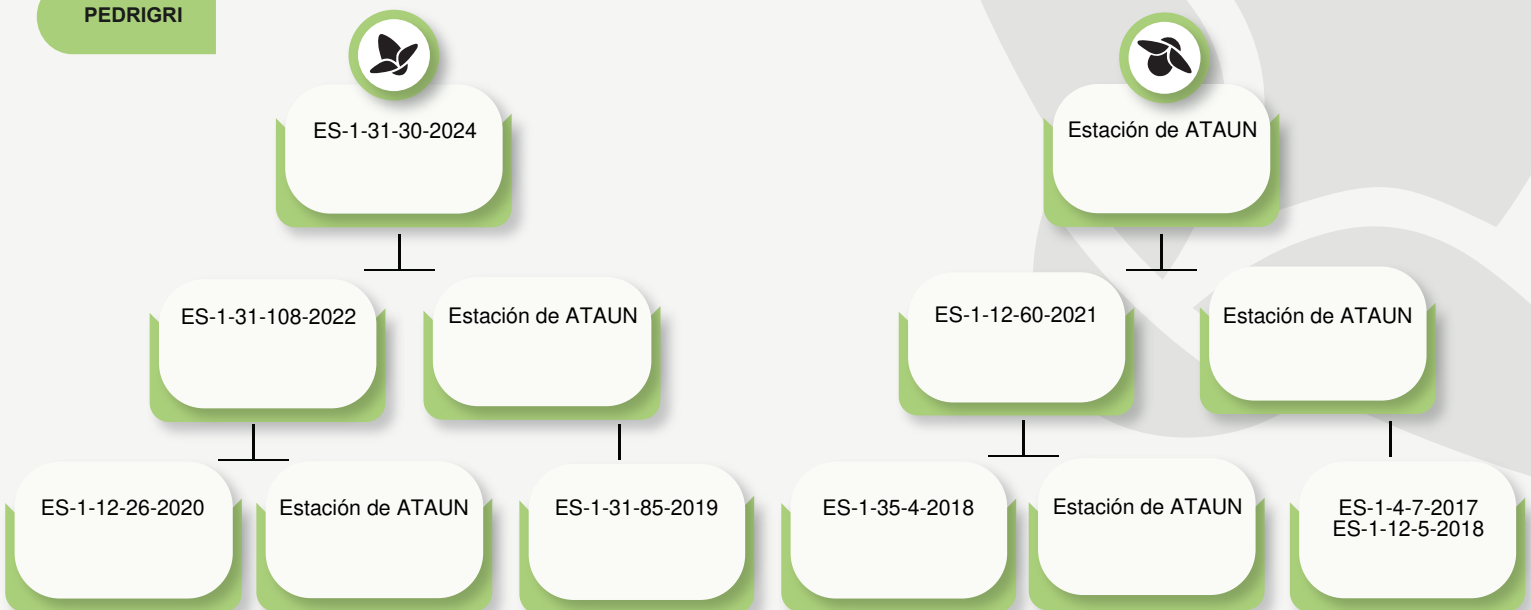 PEDRIGRI
ES-1-31-30-2024
Estación de ATAUN
ES-1-31-108-2022
Estación de ATAUN
ES-1-12-60-2021
Estación de ATAUN
ES-1-12-26-2020
Estación de ATAUN
ES-1-31-85-2019
ES-1-35-4-2018
Estación de ATAUN
ES-1-4-7-2017
ES-1-12-5-2018